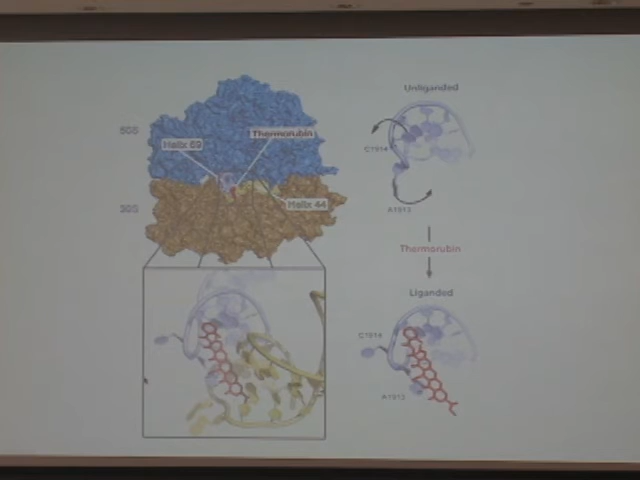 50S
Helix 69
Thermorubin
30S
Helix 44
Unliganded
C1914
A1913
Thermorubin
Liganded
C1914
A1913